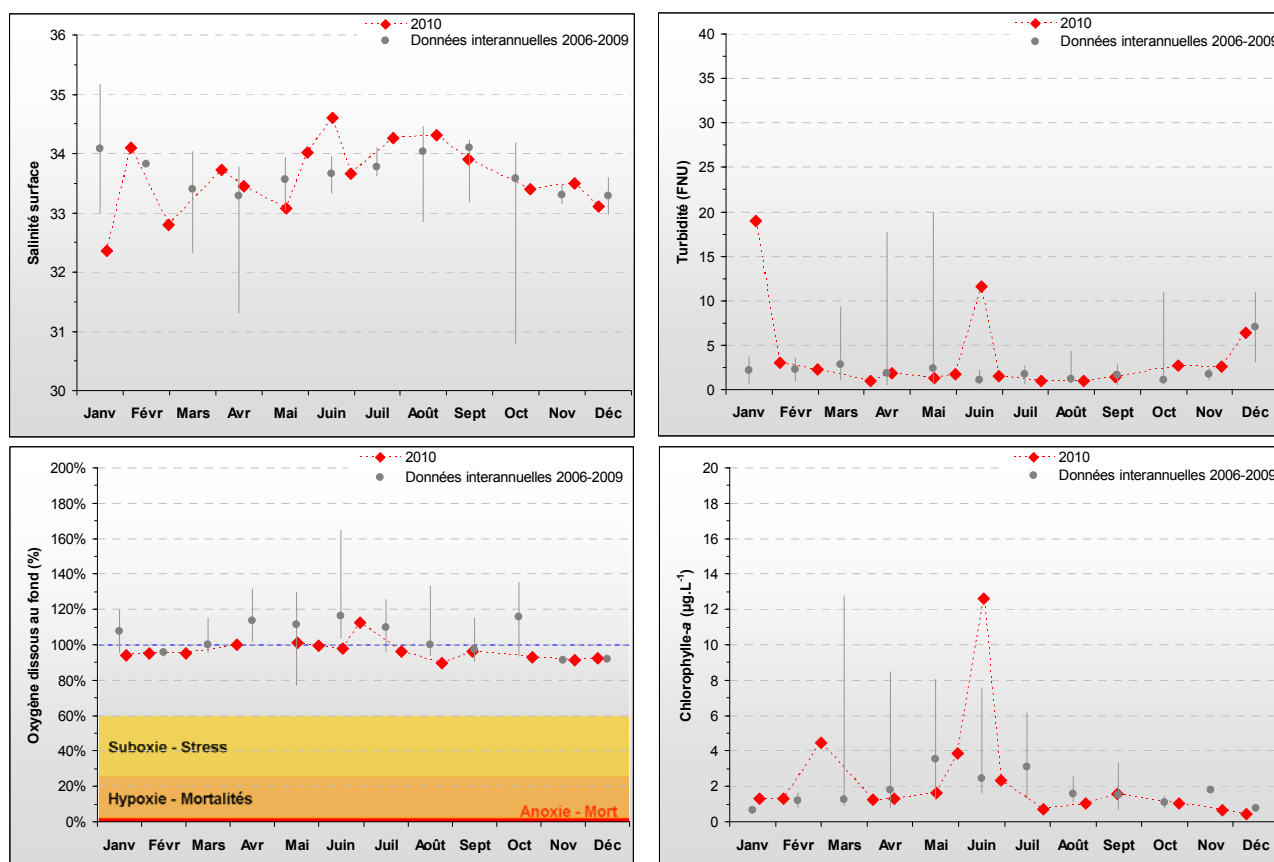 2010
Données interannuelles 2006-2009
Salinité surface
36
35
34
33
32
31
30
Janv Févr Mars Avr Mai Juin Juil Août Sept Oct Nov Déc
2010
Données interannuelles 2006-2009
Turbidité (FNU)
40
35
30
25
20
15
10
5
0
Janv Févr Mars Avr Mai Juin Juil Août Sept Oct Nov Déc
2010
Données interannuelles 2006-2009
Oxygène dissous au fond (%)
200%
180%
160%
140%
120%
100%
80%
60%
40%
20%
0%
Suboxie - Stress
Hypoxie - Mortalités
Anoxie - Mort
Janv Févr Mars Avr Mai Juin Juil Août Sept Oct Nov Déc
2010
Données interannuelles 2006-2009
Chlorophylle-a (µg.L⁻¹)
20
18
16
14
12
10
8
6
4
2
0
Janv Févr Mars Avr Mai Juin Juil Août Sept Oct Nov Déc